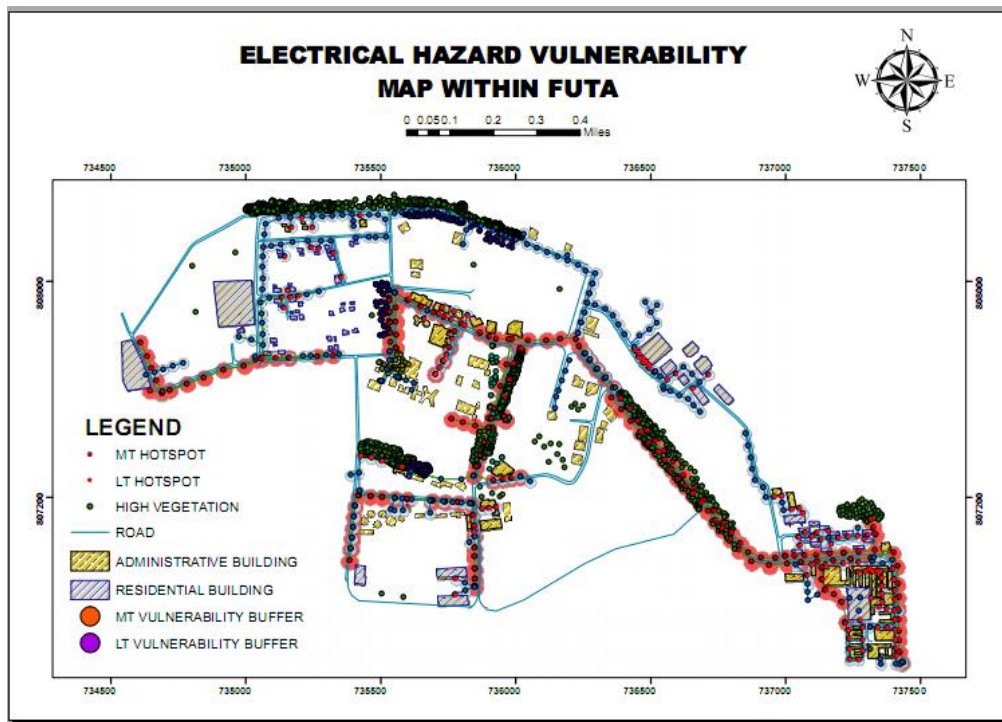 ELECTRICAL HAZARD VULNERABILITY
MAP WITHIN FUTA
N
W E
S
0 0.05 0.1 0.2 0.3 0.4
Miles
734500 735000 735500 736000 736500 737000 737500
808000 808000
807200 807200
LEGEND
MT HOTSPOT
LT HOTSPOT
HIGH VEGETATION
ROAD
ADMINISTRATIVE BUILDING
RESIDENTIAL BUILDING
MT VULNERABILITY BUFFER
LT VULNERABILITY BUFFER
734500 735000 735500 736000 736500 737000 737500